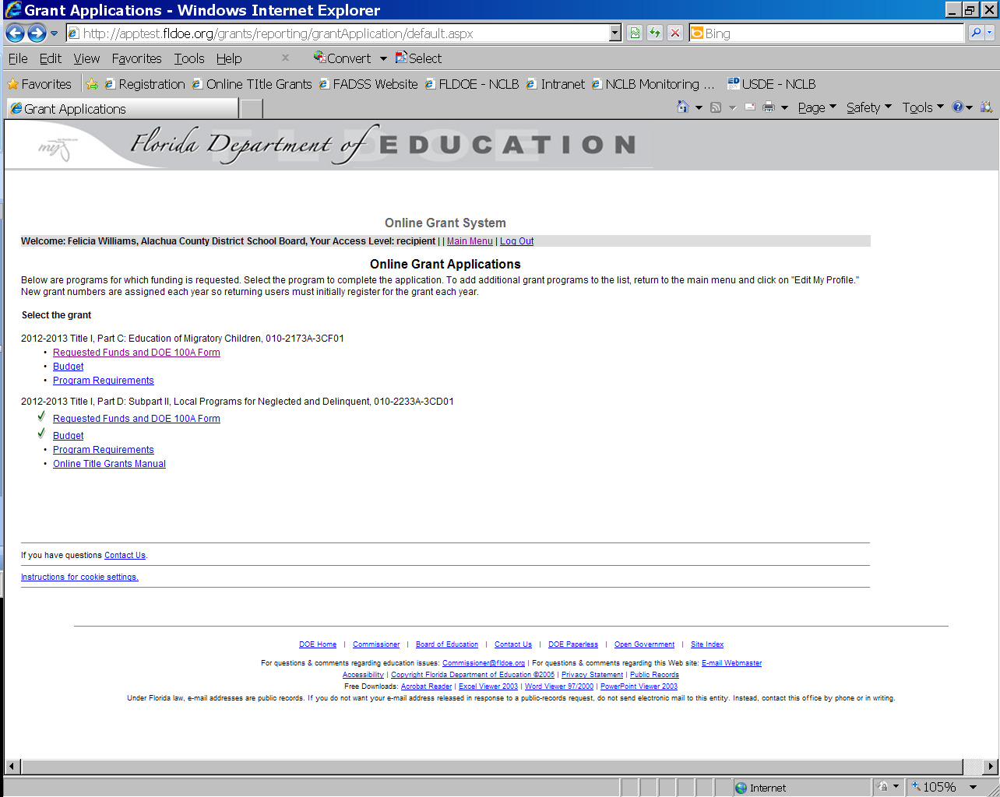 Grant Applications - Windows Internet Explorer
http://apptest.fldoe.org/grants/reporting/grantApplication/default.aspx
Bing
File Edit View Favorites Tools Help x Convert Select
Favorites Registration Online TItle Grants FADSS Website FLDOE - NCLB Intranet NCLB Monitoring ... USDE - NCLB
Grant Applications
Page Safety Tools
Florida Department of EDUCATION
Online Grant System
Welcome: Felicia Williams, Alachua County District School Board, Your Access Level: recipient | | Main Menu | Log Out
Online Grant Applications
Below are programs for which funding is requested. Select the program to complete the application. To add additional grant programs to the list, return to the main menu and click on "Edit My Profile."
New grant numbers are assigned each year so returning users must initially register for the grant each year.
Select the grant
2012-2013 Title I, Part C: Education of Migratory Children, 010-2173A-3CF01
• Requested Funds and DOE 100A Form
• Budget
• Program Requirements
2012-2013 Title I, Part D: Subpart II, Local Programs for Neglected and Delinquent, 010-2233A-3CD01
Requested Funds and DOE 100A Form
Budget
• Program Requirements
• Online Title Grants Manual
If you have questions Contact Us.
Instructions for cookie settings.
DOE Home | Commissioner | Board of Education | Contact Us | DOE Paperless | Open Government | Site Index
For questions & comments regarding education issues: Commissioner@fldoe.org | For questions & comments regarding this Web site: E-mail Webmaster
Accessibility | Copyright Florida Department of Education ©2005 | Privacy Statement | Public Records
Free Downloads: Acrobat Reader | Excel Viewer 2003 | Word Viewer 97/2000 | PowerPoint Viewer 2003
Under Florida law, e-mail addresses are public records. If you do not want your e-mail address released in response to a public-records request, do not send electronic mail to this entity. Instead, contact this office by phone or in writing.
Internet 105%